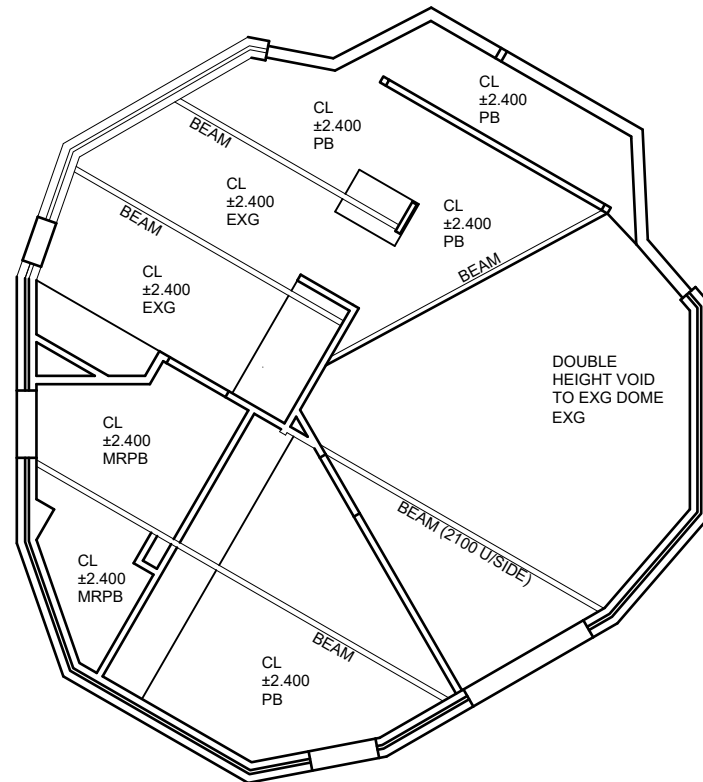 CL
±2.400
PB
CL
±2.400
PB
BEAM
CL
±2.400
EXG
CL
±2.400
PB
BEAM
CL
±2.400
EXG
BEAM
DOUBLE
HEIGHT VOID
TO EXG DOME
EXG
CL
±2.400
MRPB
BEAM (2100 U/SIDE)
CL
±2.400
MRPB
BEAM
CL
±2.400
PB